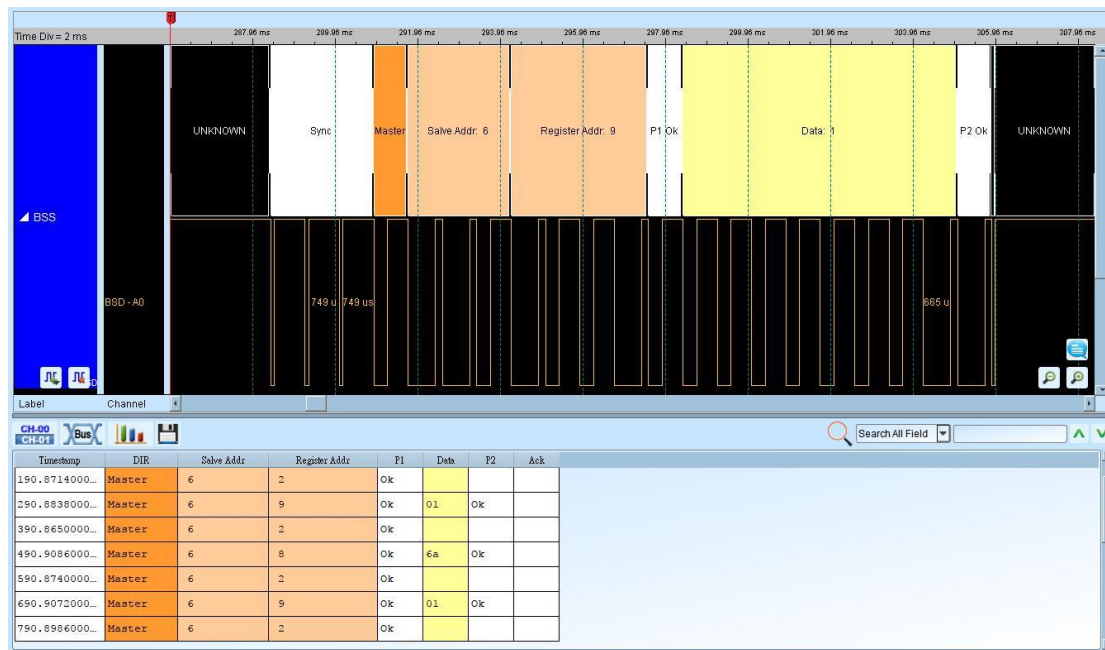 Time Div = 2 ms
287.96 ms 289.96 ms 291.96 ms 293.96 ms 295.96 ms 297.96 ms 299.96 ms 301.96 ms 303.96 ms 305.96 ms 307.96 ms
UNKNOWN Sync Master Salve Addr: 6 Register Addr: 9 P1 Ok Data: 1 P2 Ok UNKNOWN
BSS
BSD - A0 749 u 749 us 665 u
Label Channel
CH-00
CH-01 Bus Search All Field
Timestamp DIR Salve Addr Register Addr P1 Data P2 Ack
190.8714000... Master 6 2 Ok
290.8838000... Master 6 9 Ok 01 Ok
390.8650000... Master 6 2 Ok
490.9086000... Master 6 8 Ok 6a Ok
590.8740000... Master 6 2 Ok
690.9072000... Master 6 9 Ok 01 Ok
790.8986000... Master 6 2 Ok